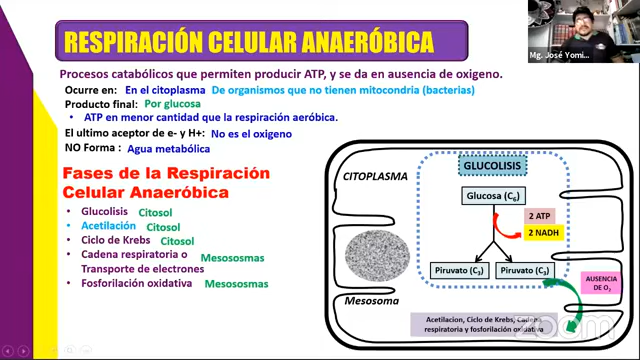 RESPIRACIÓN CELULAR ANAERÓBICA
Mg. José Yomi...
Procesos catabólicos que permiten producir ATP, y se da en ausencia de oxigeno.
Ocurre en: En el citoplasma De organismos que no tienen mitocondria (bacterias)
Producto final: Por glucosa
• ATP en menor cantidad que la respiración aeróbica.
El ultimo aceptor de e- y H+: No es el oxigeno
NO Forma : Agua metabólica
Fases de la Respiración
Celular Anaeróbica
• Glucolisis Citosol
• Acetilación Citosol
• Ciclo de Krebs Citosol
• Cadena respiratoria o
Transporte de electrones Mesososmas
• Fosforilación oxidativa Mesososmas
CITOPLASMA
GLUCOLISIS
Glucosa (C6)
2 ATP
2 NADH
Piruvato (C3)
Piruvato (C3)
AUSENCIA
DE O2
Mesosoma
Acetilacion, Ciclo de Krebs, Cadena
respiratoria y fosforilación oxidativa
zoom